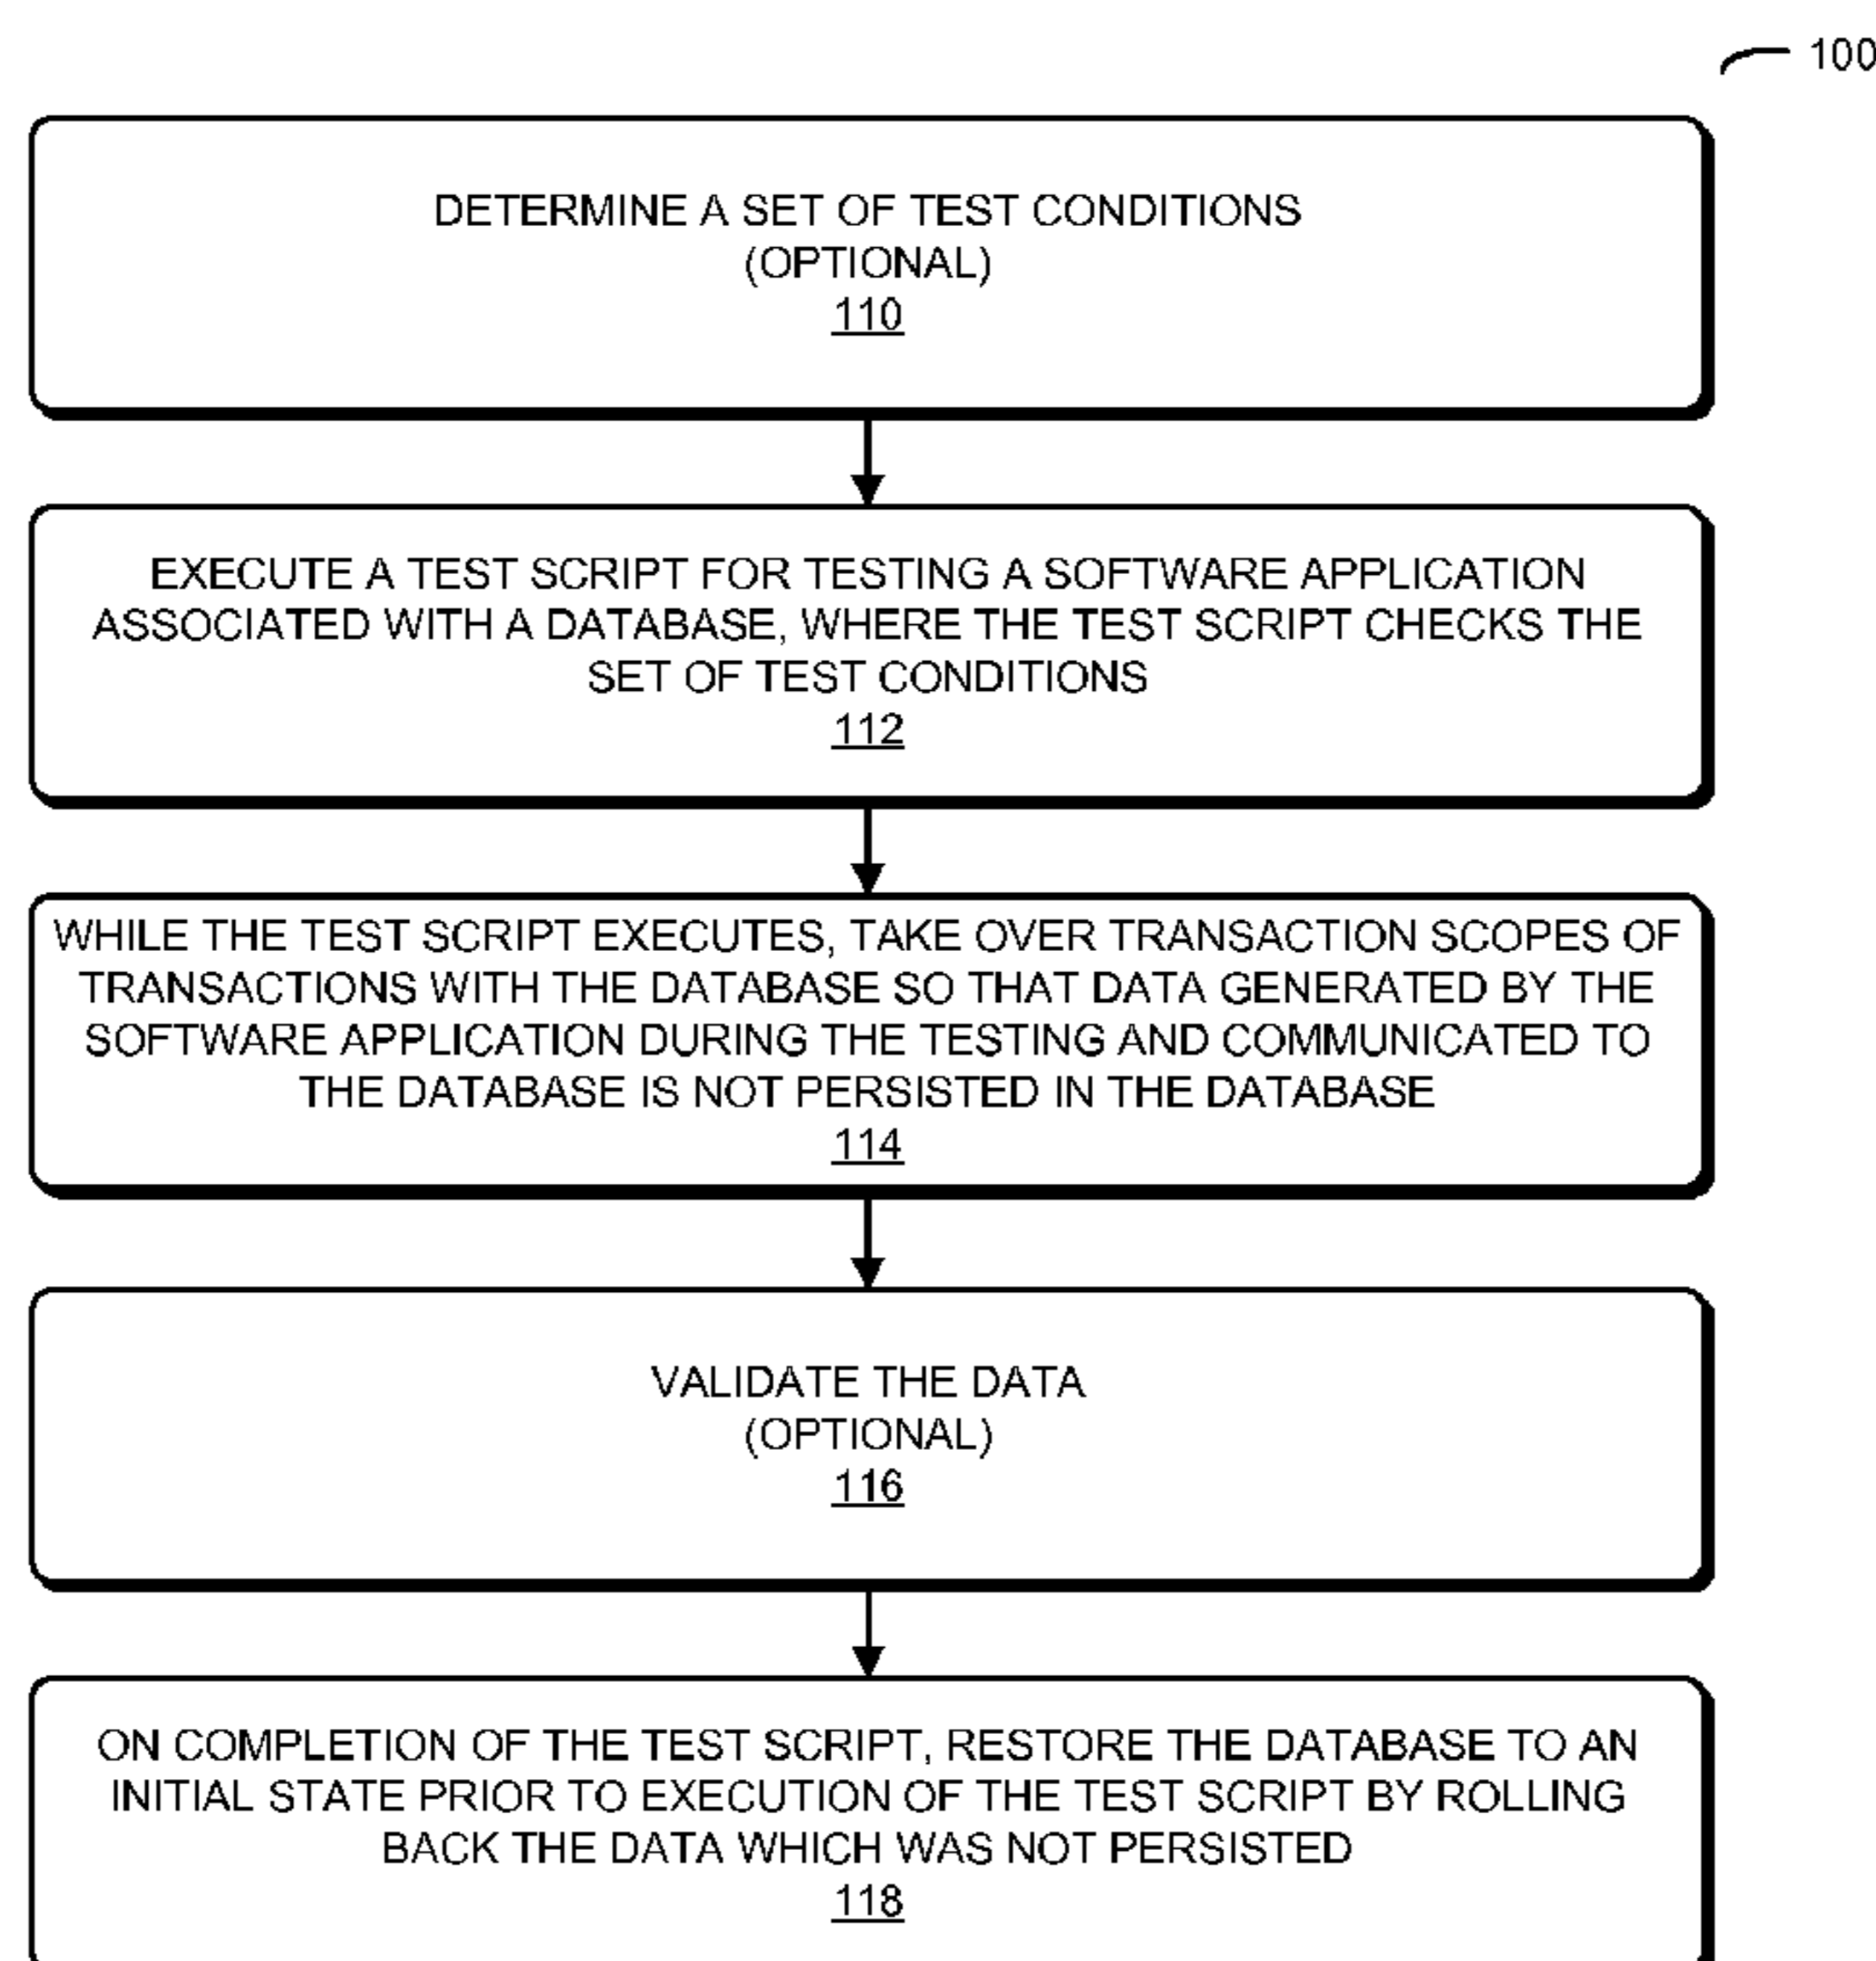 100
DETERMINE A SET OF TEST CONDITIONS
(OPTIONAL)
110
EXECUTE A TEST SCRIPT FOR TESTING A SOFTWARE APPLICATION
ASSOCIATED WITH A DATABASE, WHERE THE TEST SCRIPT CHECKS THE
SET OF TEST CONDITIONS
112
WHILE THE TEST SCRIPT EXECUTES, TAKE OVER TRANSACTION SCOPES OF
TRANSACTIONS WITH THE DATABASE SO THAT DATA GENERATED BY THE
SOFTWARE APPLICATION DURING THE TESTING AND COMMUNICATED TO
THE DATABASE IS NOT PERSISTED IN THE DATABASE
114
VALIDATE THE DATA
(OPTIONAL)
116
ON COMPLETION OF THE TEST SCRIPT, RESTORE THE DATABASE TO AN
INITIAL STATE PRIOR TO EXECUTION OF THE TEST SCRIPT BY ROLLING
BACK THE DATA WHICH WAS NOT PERSISTED
118